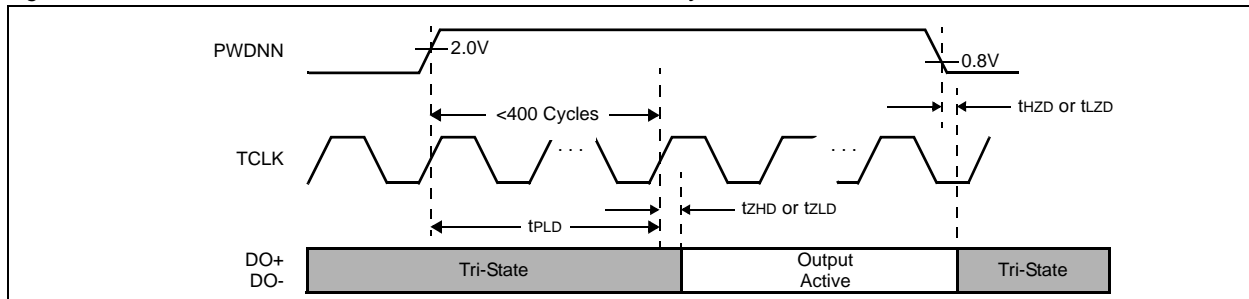 PWDNN
2.0V
0.8V
tHZD or tLZD
<400 Cycles
TCLK
. . .
. . .
tZHD or tZLD
tPLD
DO+
DO-
Tri-State
Output
Active
Tri-State